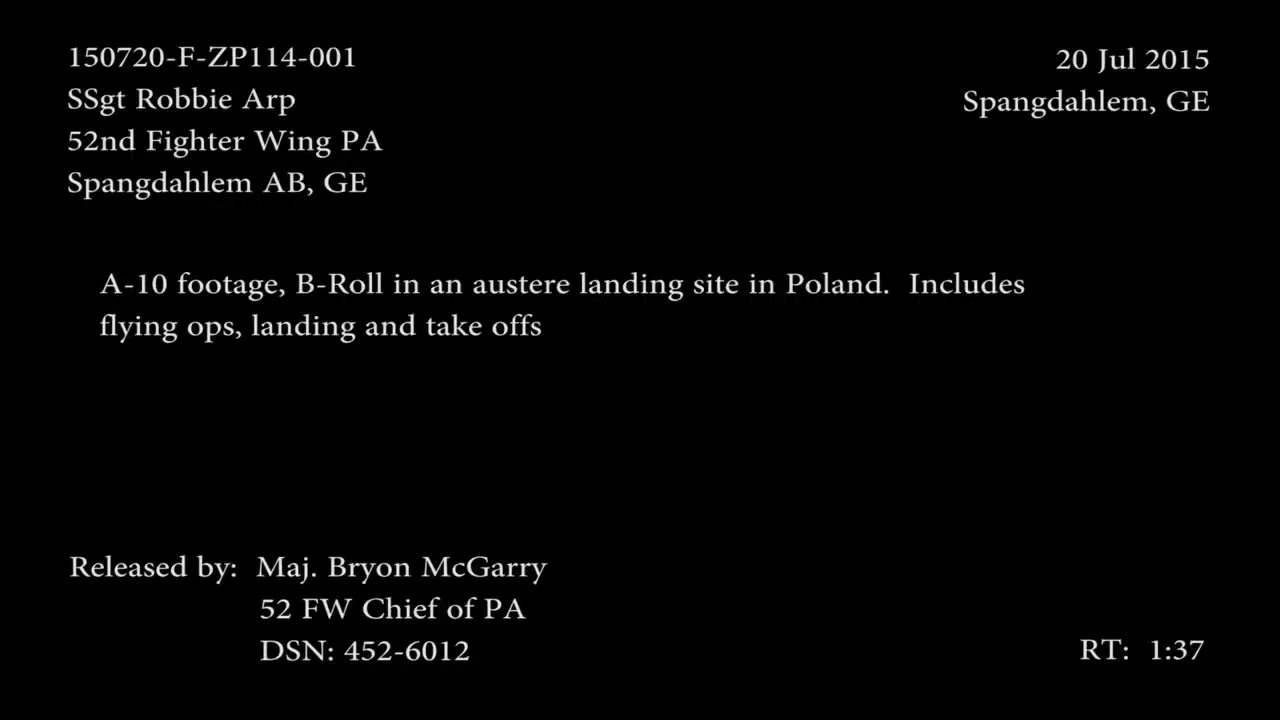 150720-F-ZP114-001
SSgt Robbie Arp
52nd Fighter Wing PA
Spangdahlem AB, GE
20 Jul 2015
Spangdahlem, GE
A-10 footage, B-Roll in an austere landing site in Poland.  Includes
flying ops, landing and take offs
Released by:  Maj. Bryon McGarry
52 FW Chief of PA
DSN: 452-6012
RT:  1:37